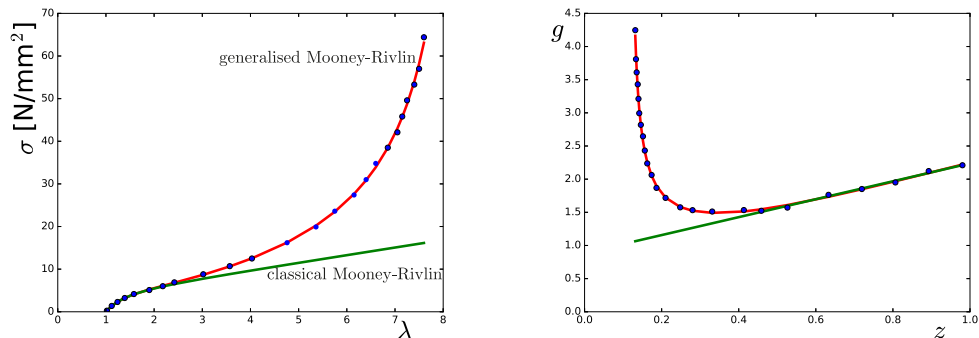 70
60
50
40
30
20
10
0
σ [N/mm²]
generalised Mooney-Rivlin
classical Mooney-Rivlin
0 1 2 3 4 5 6 7 8
λ
g
4.5
4.0
3.5
3.0
2.5
2.0
1.5
1.0
0.5
0.0
0.0 0.2 0.4 0.6 0.8 1.0
z